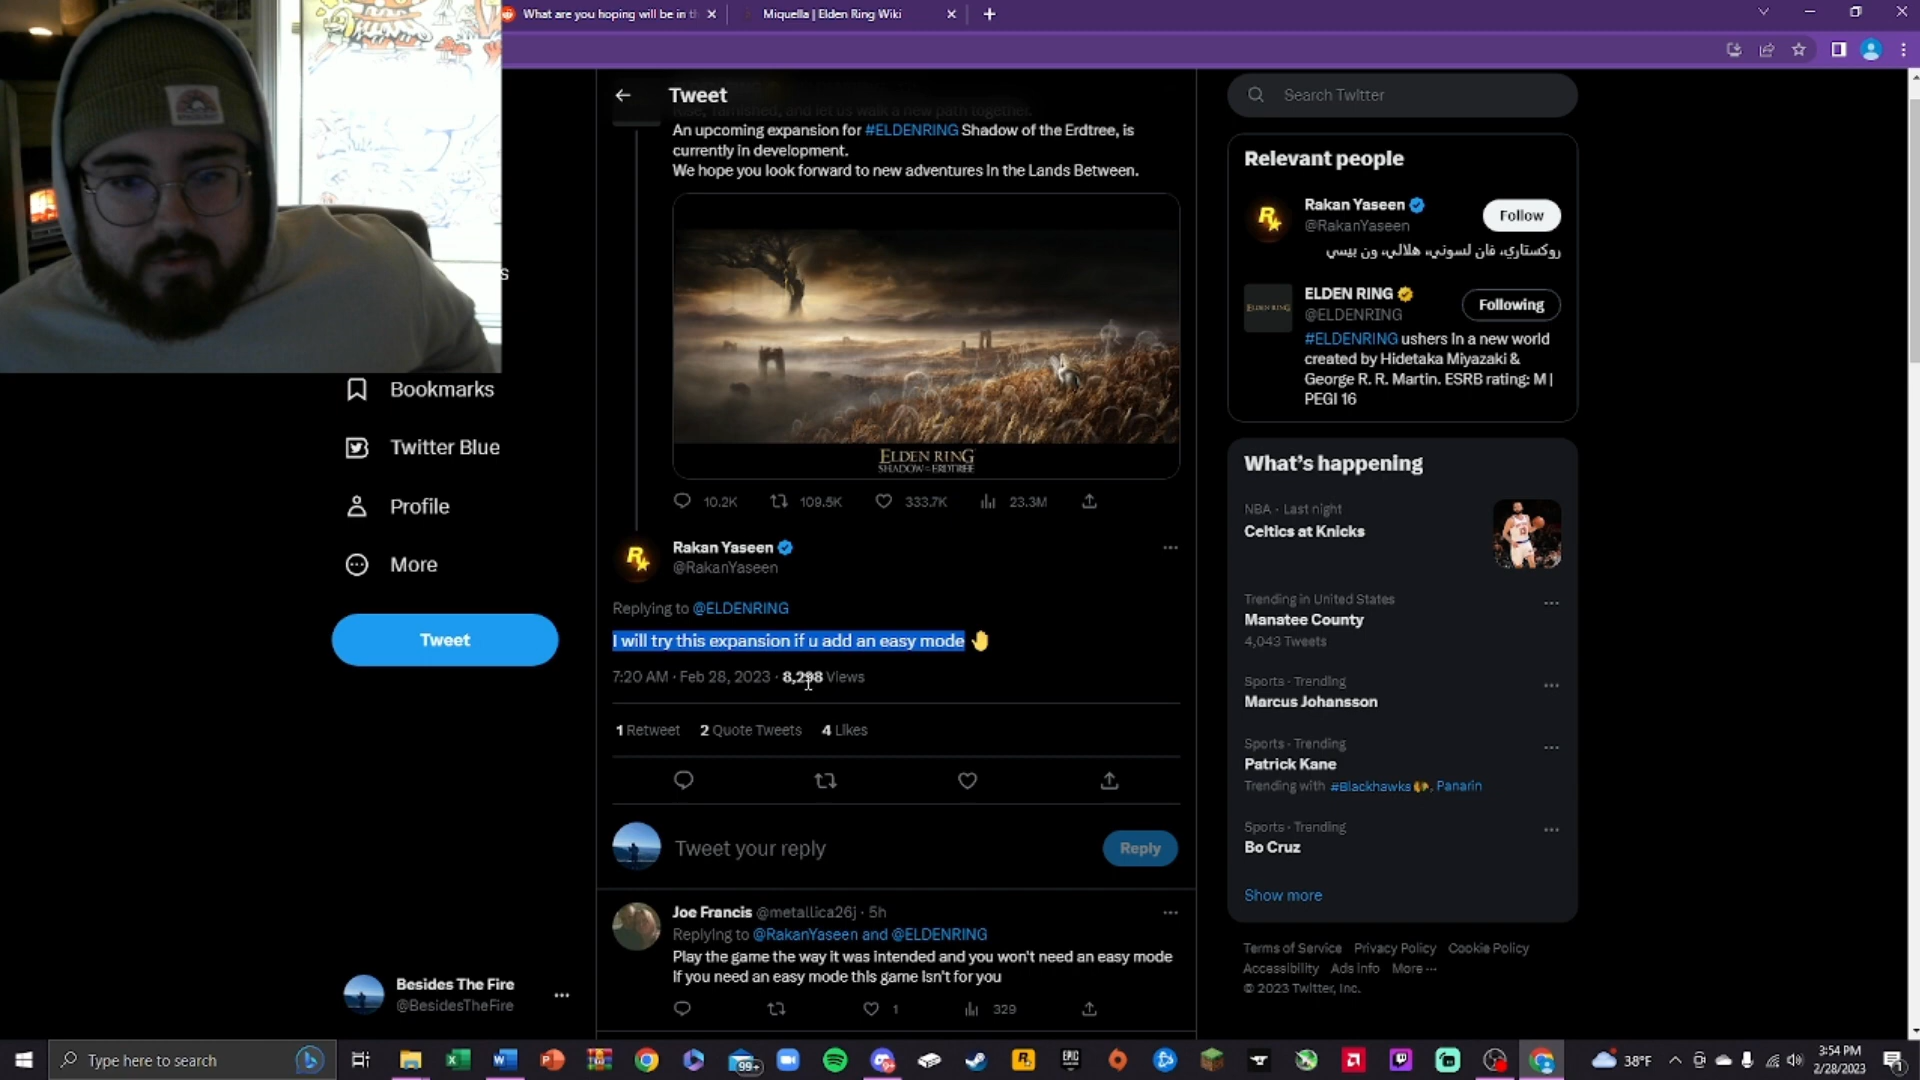 What are you hoping will be in t
Miquella | Elden Ring Wiki
Tweet
Rise, Tarnished, and let us walk a new path together.
An upcoming expansion for #ELDENRING Shadow of the Erdtree, is
currently in development.
We hope you look forward to new adventures in the Lands Between.
ELDEN RING
SHADOW OF THE ERDTREE
10.2K
109.5K
333.7K
23.3M
Rakan Yaseen
@RakanYaseen
Replying to @ELDENRING
I will try this expansion if u add an easy mode 🤚
7:20 AM · Feb 28, 2023 · 8,298 Views
1 Retweet 2 Quote Tweets 4 Likes
Tweet your reply
Reply
Joe Francis @metallica26j · 5h
Replying to @RakanYaseen and @ELDENRING
Play the game the way it was intended and you won't need an easy mode
If you need an easy mode this game isn't for you
1
329
s
Bookmarks
Twitter Blue
Profile
More
Tweet
Besides The Fire
@BesidesTheFire
Search Twitter
Relevant people
Rakan Yaseen
@RakanYaseen
Follow
روكستاري، فان لسوني، هلالي، ون بيسي
ELDEN RING
@ELDENRING
Following
#ELDENRING ushers in a new world
created by Hidetaka Miyazaki &
George R. R. Martin. ESRB rating: M |
PEGI 16
What's happening
NBA · Last night
Celtics at Knicks
Trending in United States
Manatee County
4,043 Tweets
Sports · Trending
Marcus Johansson
Sports · Trending
Patrick Kane
Trending with #Blackhawks, Panarin
Sports · Trending
Bo Cruz
Show more
Terms of Service Privacy Policy Cookie Policy
Accessibility Ads info More ···
© 2023 Twitter, Inc.
Type here to search
99+
38°F
3:54 PM
2/28/2023